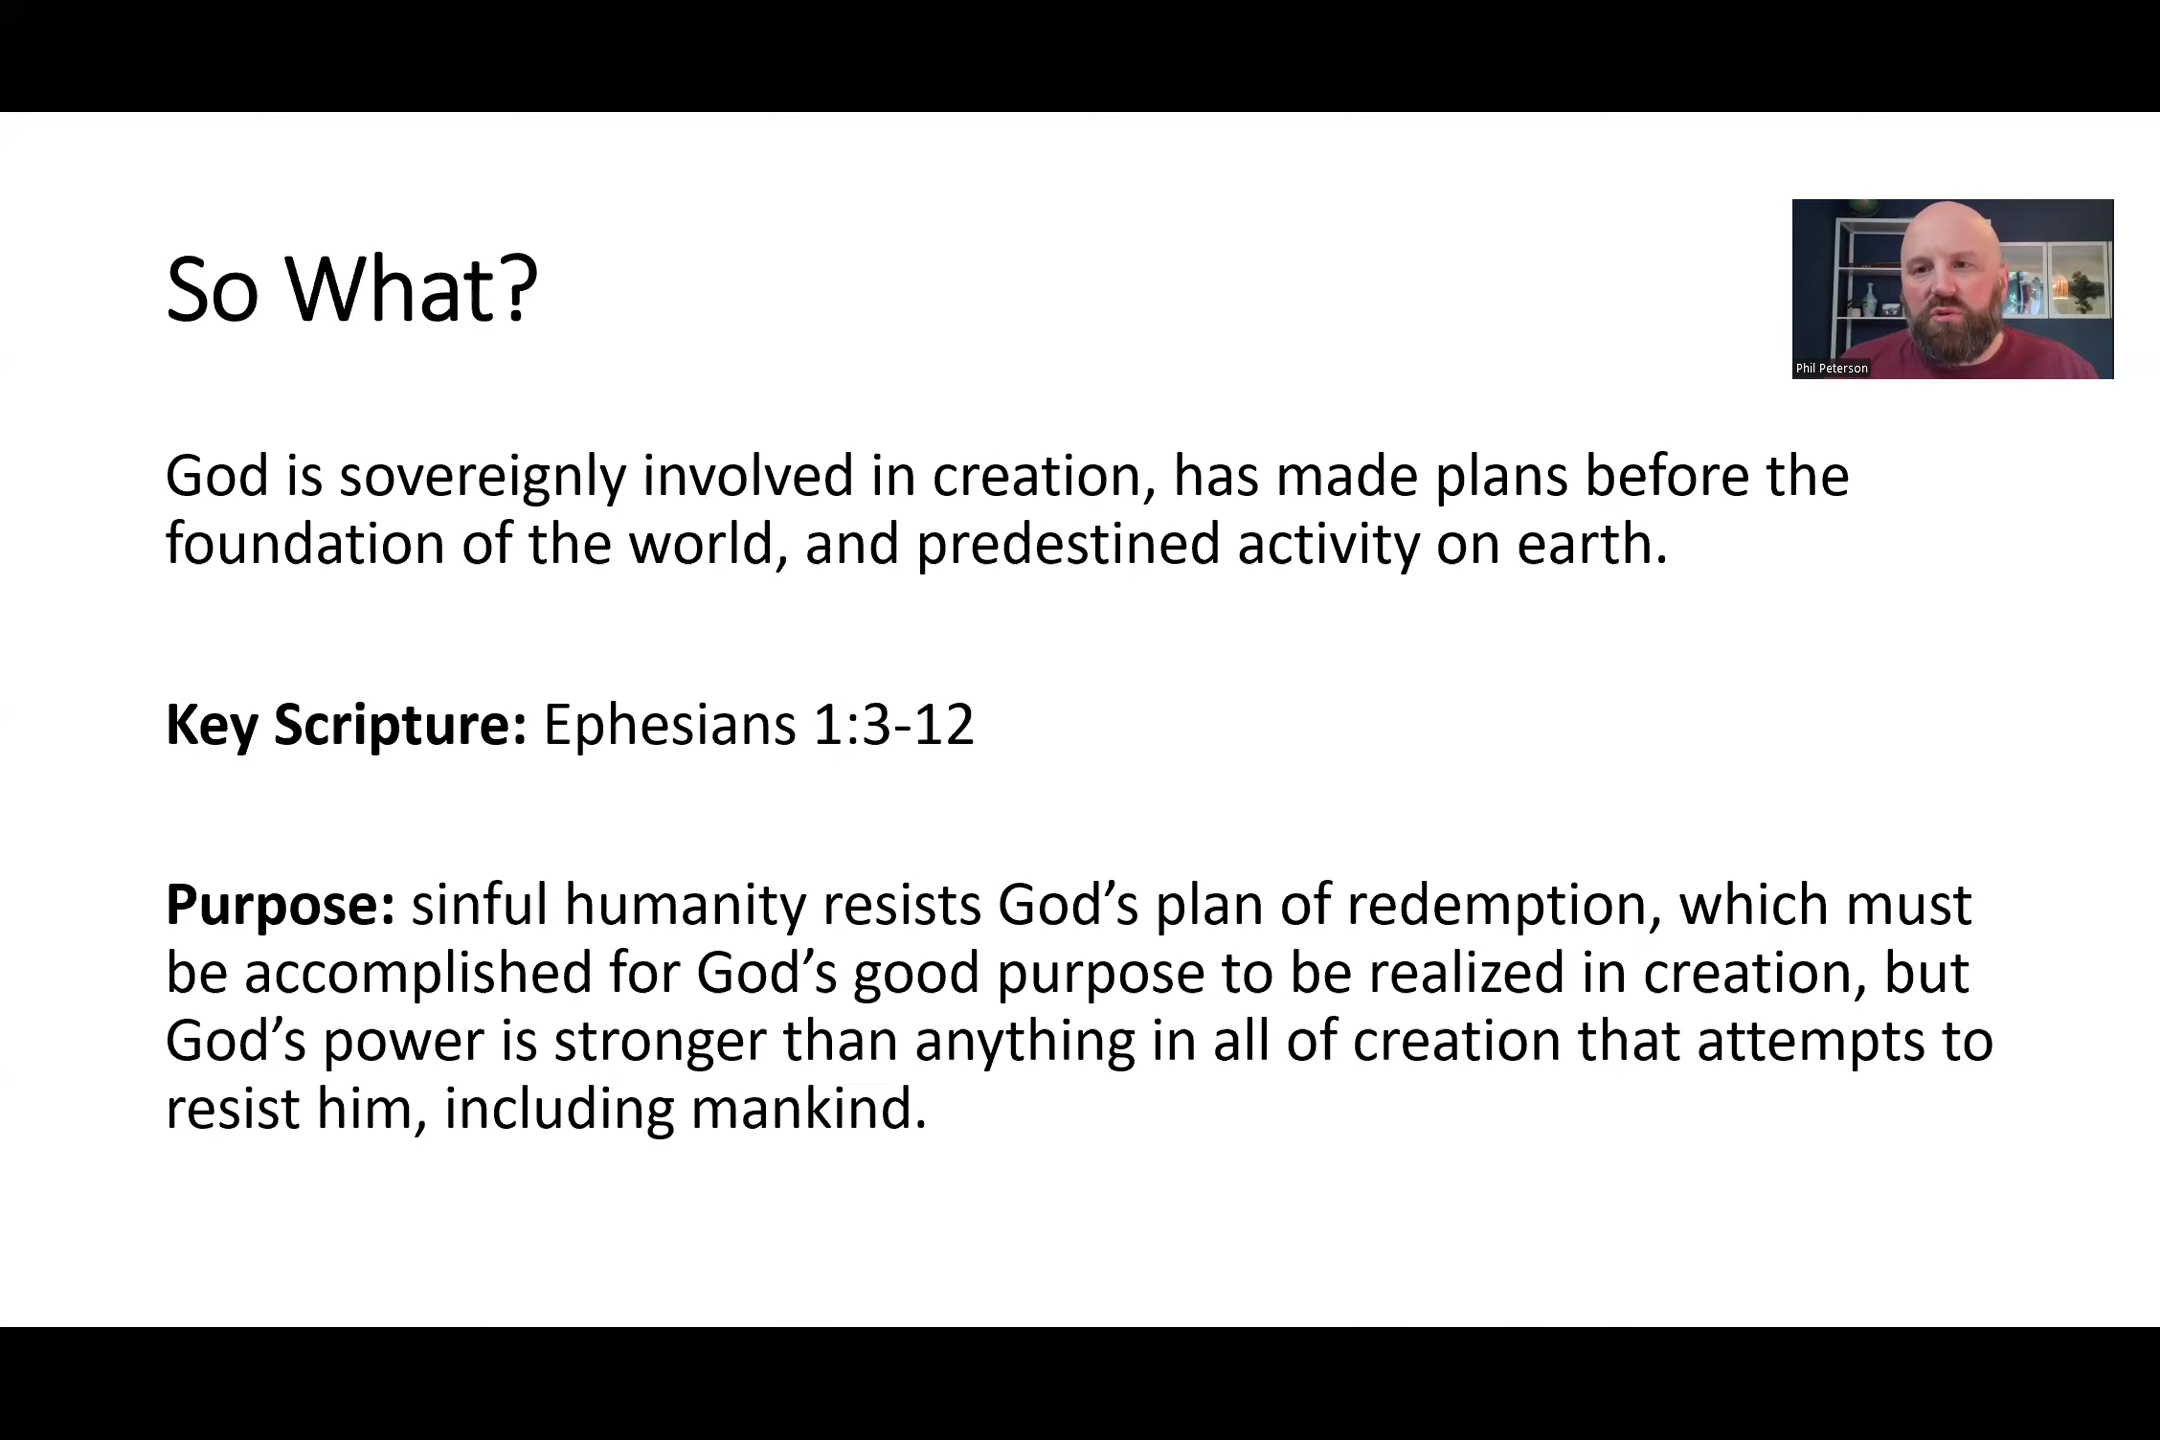 So What?
Phil Peterson
God is sovereignly involved in creation, has made plans before the
foundation of the world, and predestined activity on earth.
Key Scripture: Ephesians 1:3-12
Purpose: sinful humanity resists God’s plan of redemption, which must
be accomplished for God’s good purpose to be realized in creation, but
God’s power is stronger than anything in all of creation that attempts to
resist him, including mankind.